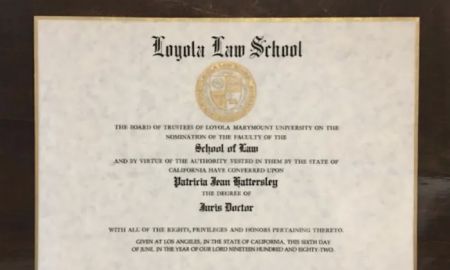 Loyola Law School
THE BOARD OF TRUSTEES OF LOYOLA MARYMOUNT UNIVERSITY ON THE
NOMINATION OF THE FACULTY OF THE
School of Law
AND BY VIRTUE OF THE AUTHORITY VESTED IN THEM BY THE STATE OF
CALIFORNIA HAVE CONFERRED UPON
Patricia Jean Hattersley
THE DEGREE OF
Juris Doctor
WITH ALL OF THE RIGHTS, PRIVILEGES AND HONORS PERTAINING THERETO.
GIVEN AT LOS ANGELES, IN THE STATE OF CALIFORNIA, THIS SIXTH DAY
OF JUNE, IN THE YEAR OF OUR LORD NINETEEN HUNDRED AND EIGHTY-TWO.